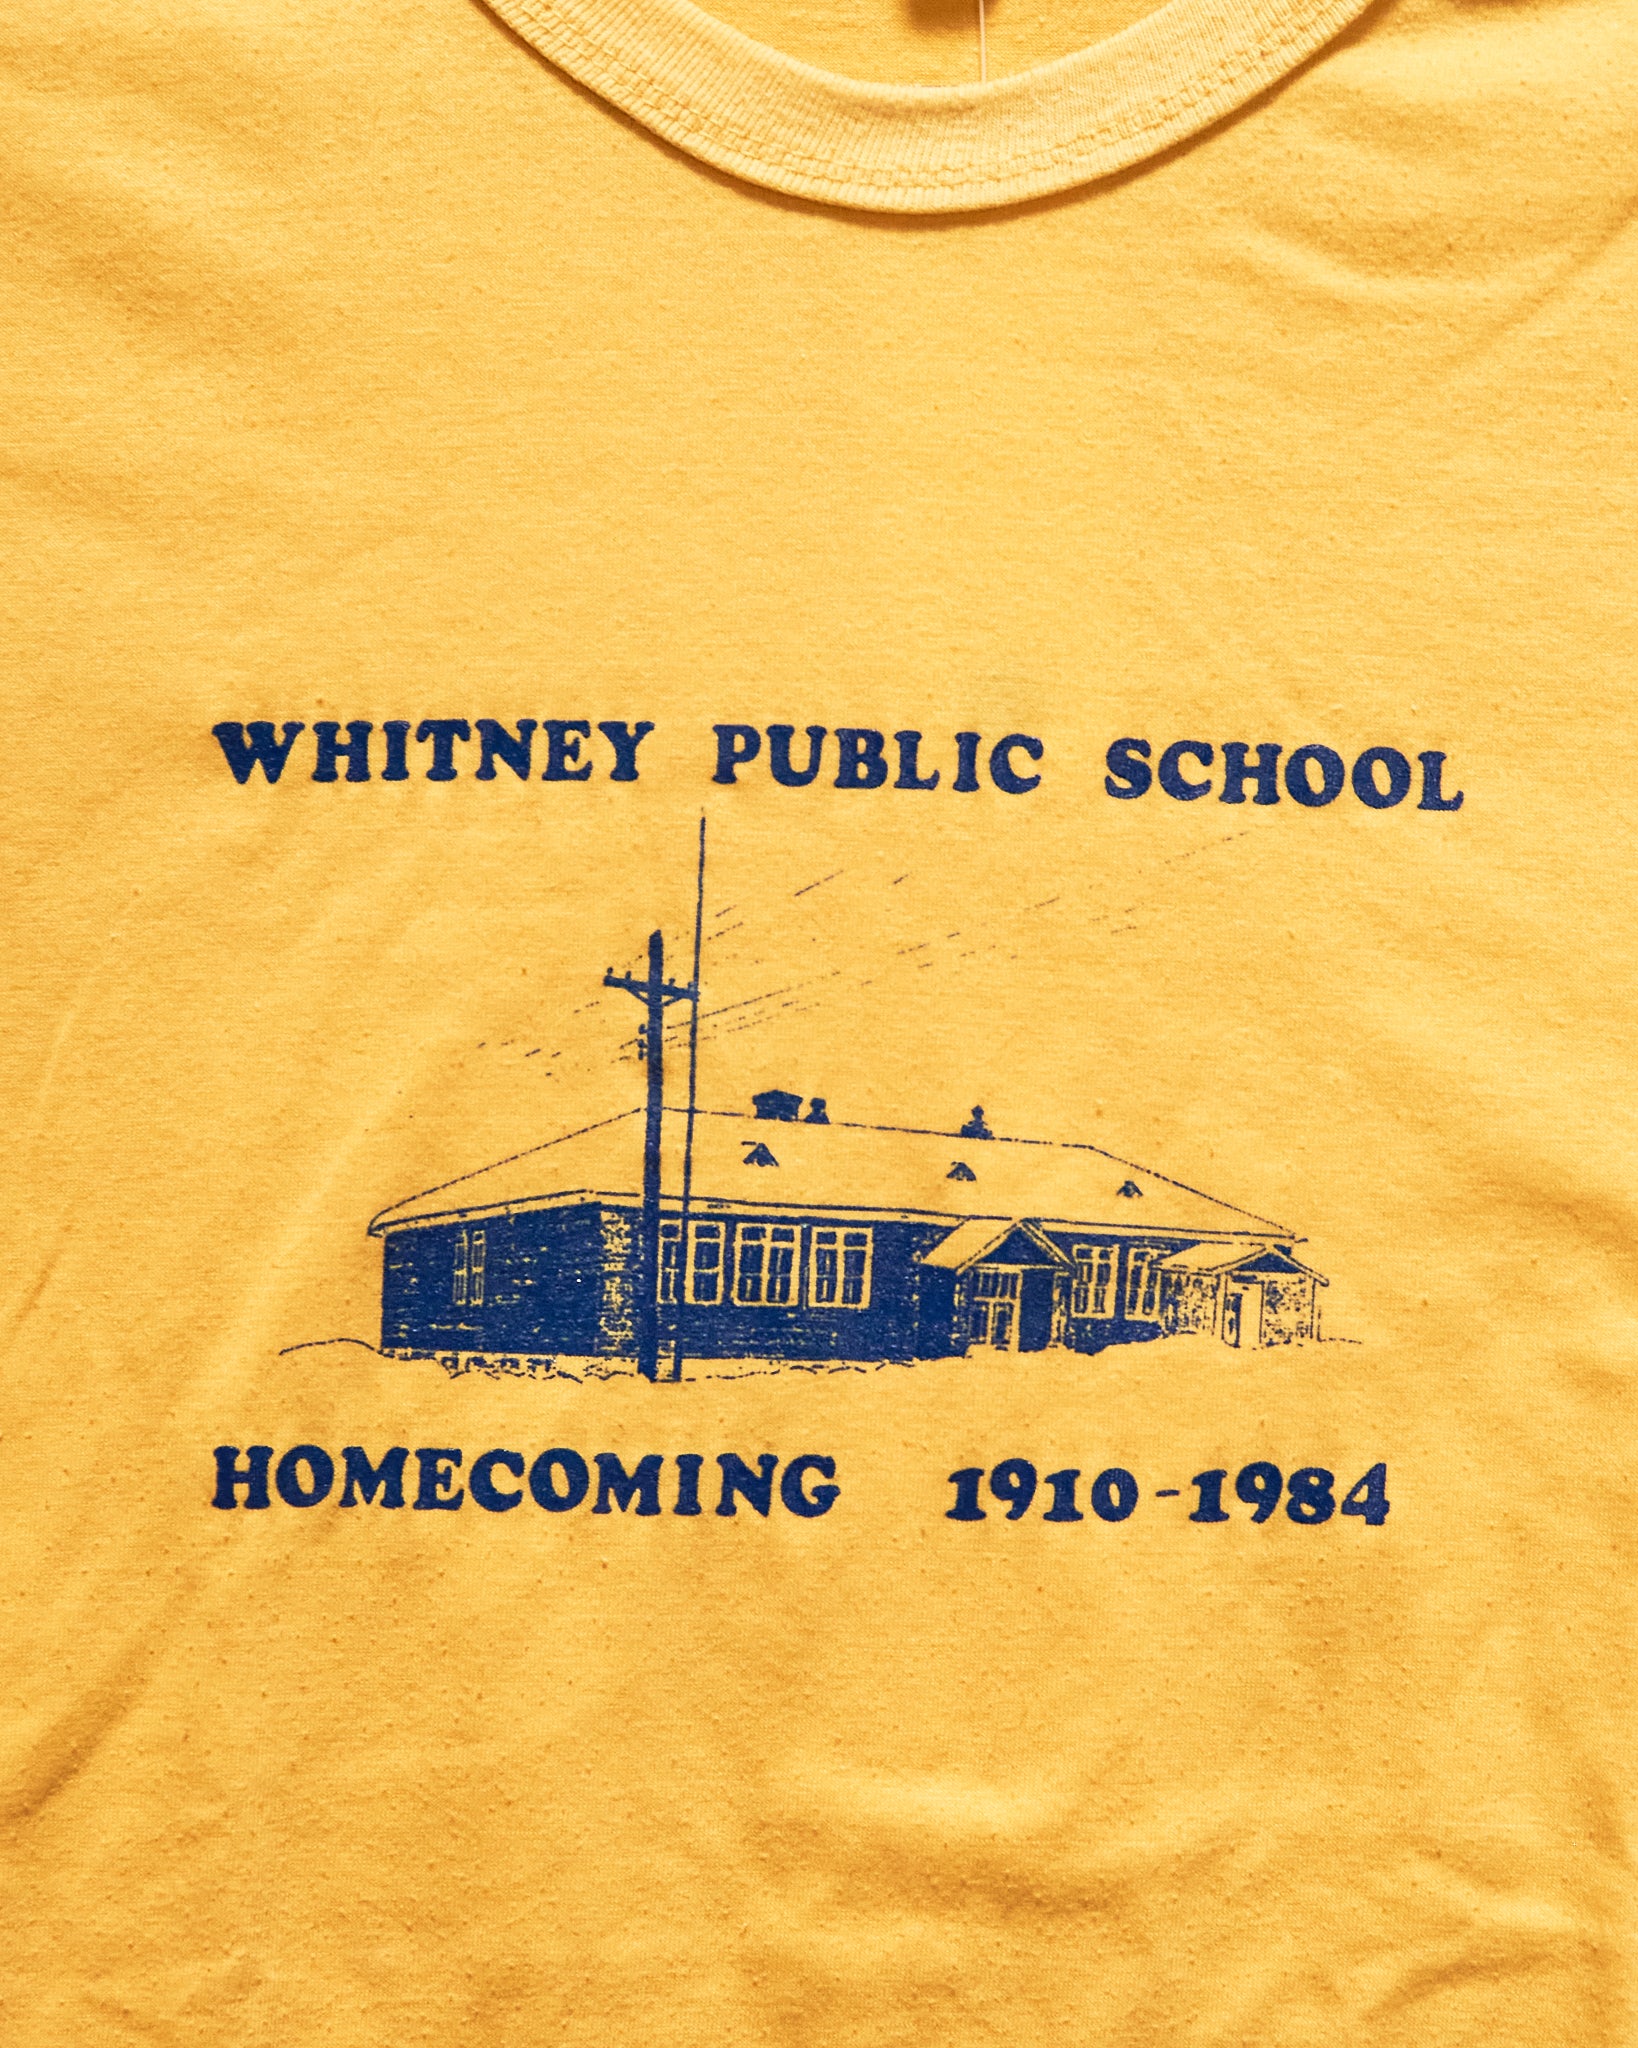 WHITNEY PUBLIC SCHOOL
HOMECOMING 1910-1984